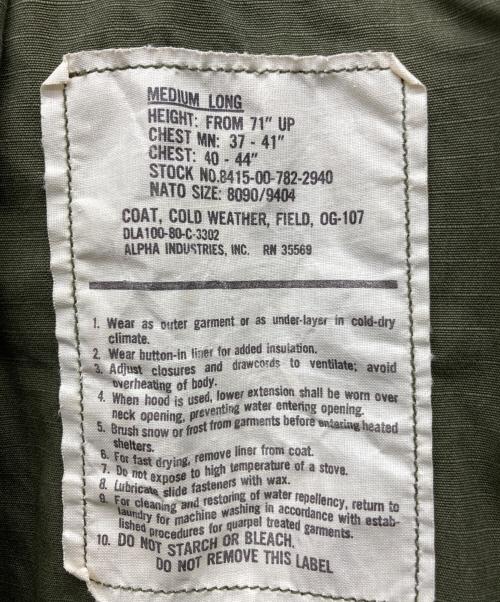 MEDIUM LONG
HEIGHT: FROM 71" UP
CHEST MN: 37 - 41"
CHEST: 40 - 44"
STOCK NO.8415-00-782-2940
NATO SIZE: 8090/9404
COAT, COLD WEATHER, FIELD, OG-107
DLA100-80-C-3302
ALPHA INDUSTRIES, INC. RN 35569
1. Wear as outer garment or as under-layer in cold-dry
climate.
2. Wear button-in liner for added insulation.
3. Adjust closures and drawcords to ventilate; avoid
overheating of body.
4. When hood is used, lower extension shall be worn over
neck opening, preventing water entering opening.
5. Brush snow or frost from garments before entering heated
shelters.
6. For fast drying, remove liner from coat.
7. Do not expose to high temperature of a stove.
8. Lubricate slide fasteners with wax.
9. For cleaning and restoring of water repellency, return to
laundry for machine washing in accordance with estab-
lished procedures for quarpel treated garments.
10. DO NOT STARCH OR BLEACH.
DO NOT REMOVE THIS LABEL